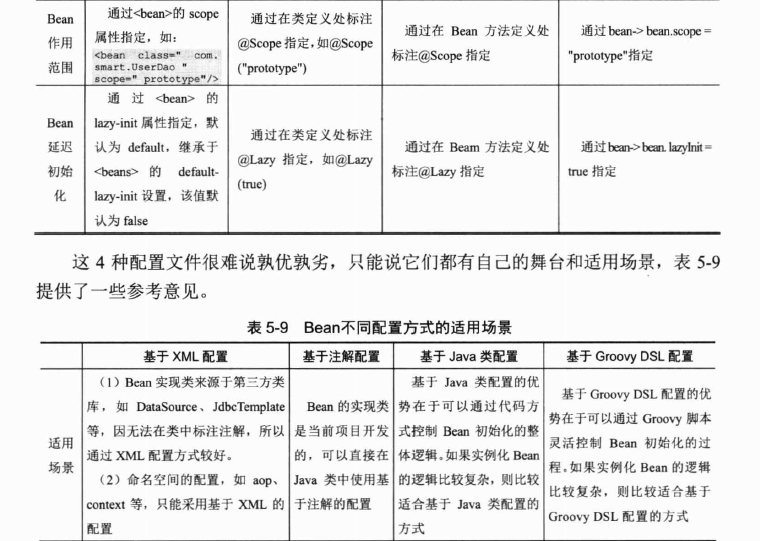 Bean
作用
范围
通过<bean>的 scope
属性指定，如：
<bean class=" com.
smart.UserDao "
scope=" prototype"/>
通过在类定义处标注
@Scope 指定,如@Scope
("prototype")
通过在 Bean 方法定义处
标注@Scope 指定
通过 bean-> bean.scope =
"prototype"指定
Bean
延迟
初始
化
通过 <bean> 的
lazy-init 属性指定，默
认为 default，继承于
<beans> 的 default-
lazy-init 设置，该值默
认为 false
通过在类定义处标注
@Lazy 指定，如@Lazy
(true)
通过在 Beam 方法定义处
标注@Lazy 指定
通过 bean-> bean. lazyInit =
true 指定
这 4 种配置文件很难说孰优孰劣，只能说它们都有自己的舞台和适用场景，表 5-9
提供了一些参考意见。
表 5-9 Bean不同配置方式的适用场景
基于 XML 配置
基于注解配置
基于 Java 类配置
基于 Groovy DSL 配置
适用
场景
（1）Bean 实现类来源于第三方类
库，如 DataSource、JdbcTemplate
等，因无法在类中标注注解，所以
通过 XML 配置方式较好。
（2）命名空间的配置，如 aop、
context 等，只能采用基于 XML 的
配置
Bean 的实现类
是当前项目开发
的，可以直接在
Java 类中使用基
于注解的配置
基于 Java 类配置的优
势在于可以通过代码方
式控制 Bean 初始化的整
体逻辑。如果实例化 Bean
的逻辑比较复杂，则比较
适合基于 Java 类配置的
方式
基于 Groovy DSL 配置的优
势在于可以通过 Groovy 脚本
灵活控制 Bean 初始化的过
程。如果实例化 Bean 的逻辑
比较复杂，则比较适合基于
Groovy DSL 配置的方式